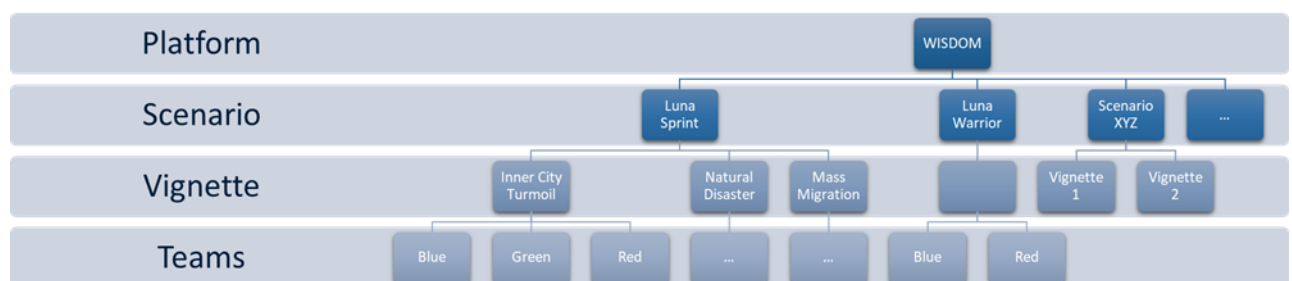 Platform
WISDOM
Scenario
Luna
Sprint
Luna
Warrior
Scenario
XYZ
...
Vignette
Inner City
Turmoil
Natural
Disaster
Mass
Migration
Vignette
1
Vignette
2
Teams
Blue
Green
Red
...
...
Blue
Red